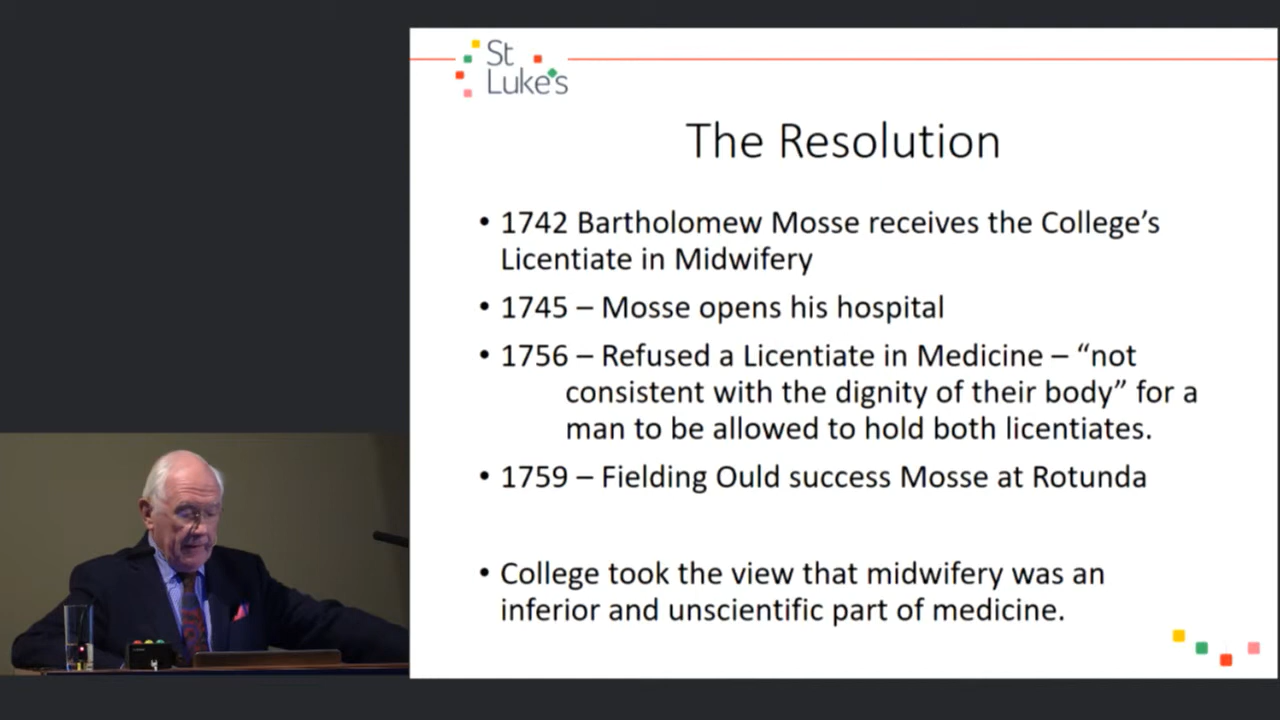 St
Luke's
The Resolution
• 1742 Bartholomew Mosse receives the College's
Licentiate in Midwifery
• 1745 – Mosse opens his hospital
• 1756 – Refused a Licentiate in Medicine – “not
consistent with the dignity of their body” for a
man to be allowed to hold both licentiates.
• 1759 – Fielding Ould success Mosse at Rotunda
• College took the view that midwifery was an
inferior and unscientific part of medicine.